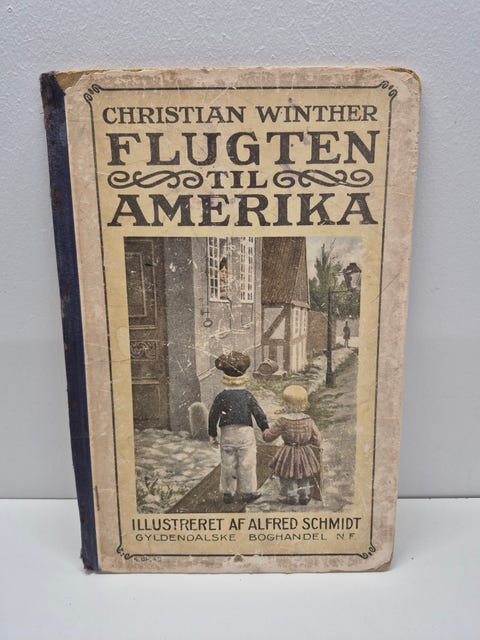 CHRISTIAN WINTHER
FLUGTEN
TIL
AMERIKA
ILLUSTRERET AF ALFRED SCHMIDT
GYLDENDALSKE BOGHANDEL N.F.